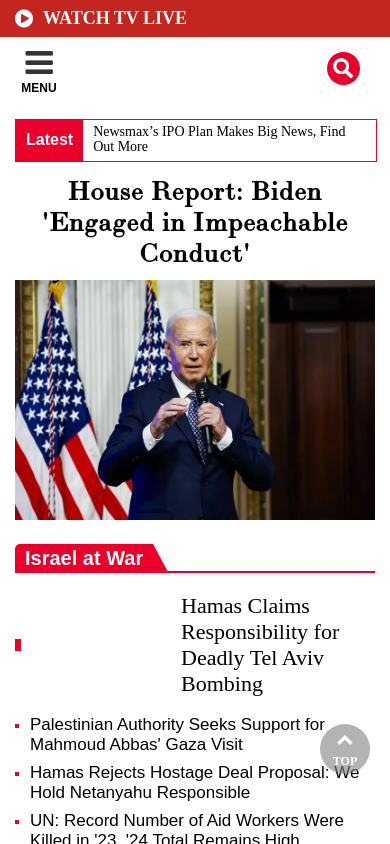 WATCH TV LIVE
MENU
Latest
Newsmax’s IPO Plan Makes Big News, Find
Out More
House Report: Biden
'Engaged in Impeachable
Conduct'
Israel at War
Hamas Claims
Responsibility for
Deadly Tel Aviv
Bombing
Palestinian Authority Seeks Support for
Mahmoud Abbas' Gaza Visit
Hamas Rejects Hostage Deal Proposal: We
Hold Netanyahu Responsible
TOP
UN: Record Number of Aid Workers Were
Killed in '23, '24 Total Remains High